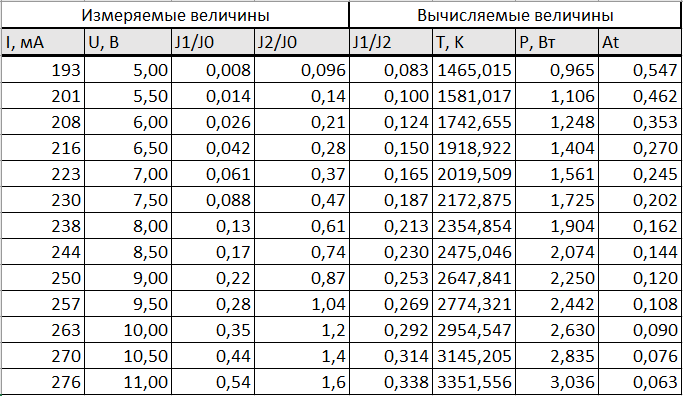 Измеряемые величины Вычисляемые величины
I, мА U, В J1/J0 J2/J0 J1/J2 T, K P, Вт At
193 5,00 0,008 0,096 0,083 1465,015 0,965 0,547
201 5,50 0,014 0,14 0,100 1581,017 1,106 0,462
208 6,00 0,026 0,21 0,124 1742,655 1,248 0,353
216 6,50 0,042 0,28 0,150 1918,922 1,404 0,270
223 7,00 0,061 0,37 0,165 2019,509 1,561 0,245
230 7,50 0,088 0,47 0,187 2172,875 1,725 0,202
238 8,00 0,13 0,61 0,213 2354,854 1,904 0,162
244 8,50 0,17 0,74 0,230 2475,046 2,074 0,144
250 9,00 0,22 0,87 0,253 2647,841 2,250 0,120
257 9,50 0,28 1,04 0,269 2774,321 2,442 0,108
263 10,00 0,35 1,2 0,292 2954,547 2,630 0,090
270 10,50 0,44 1,4 0,314 3145,205 2,835 0,076
276 11,00 0,54 1,6 0,338 3351,556 3,036 0,063